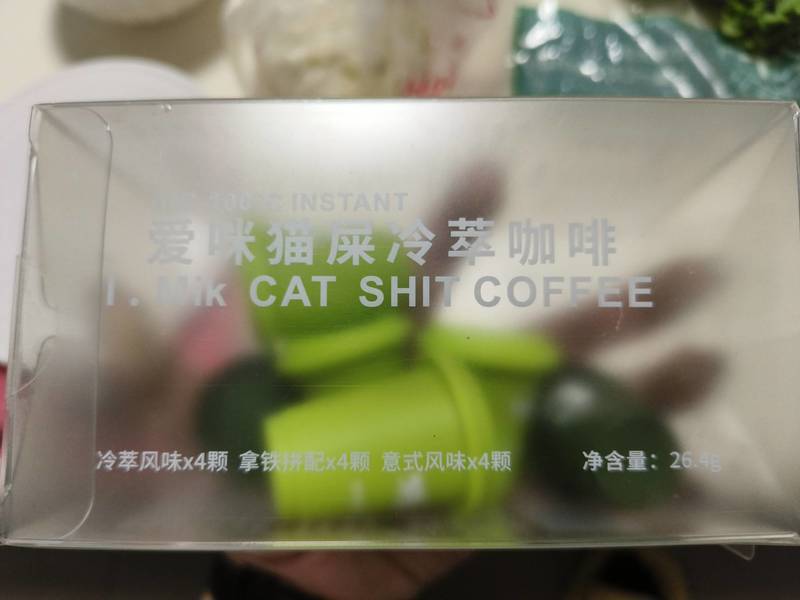 INSTANT
爱咪猫屎冷萃咖啡
CAT SHIT COFFEE
冷萃风味x4颗 拿铁拼配x4颗 意式风味x4颗 净含量：26.4g